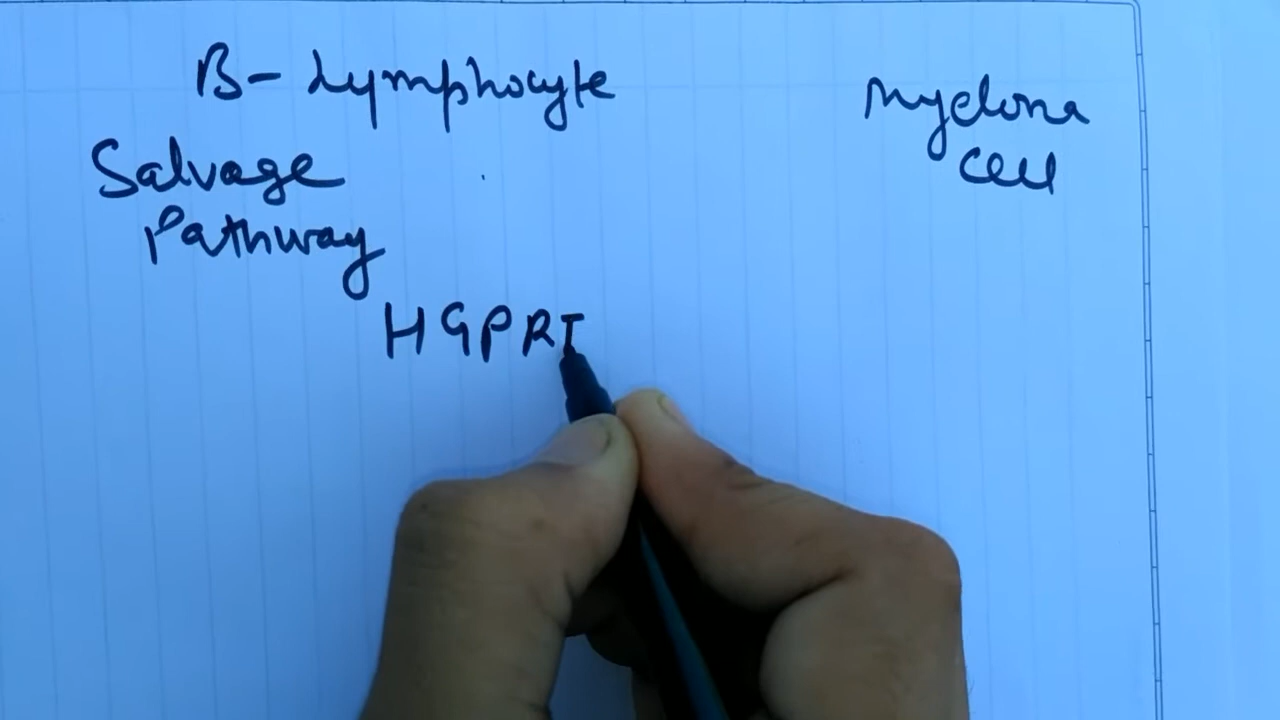 B- Lymphocyte
Myeloma
Cell
Salvage
Pathway
HGPRT